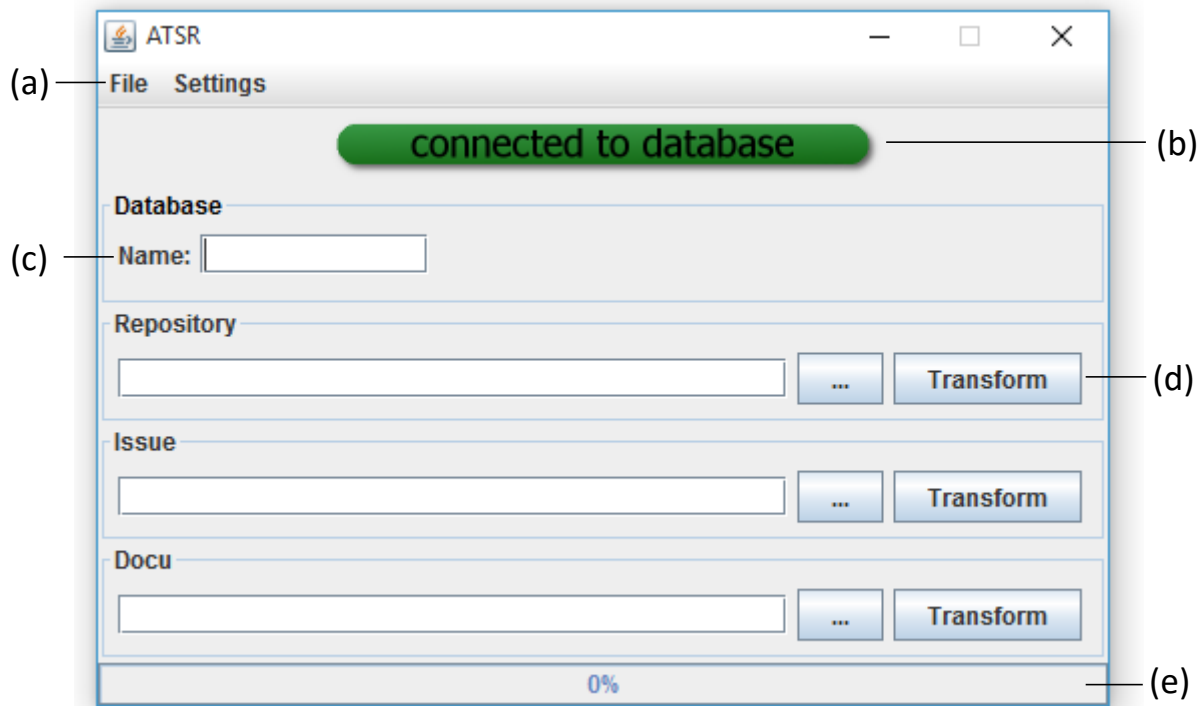 ATSR
(a) File Settings
connected to database (b)
Database
(c) Name:
Repository
... Transform (d)
Issue
... Transform
Docu
... Transform
0% (e)